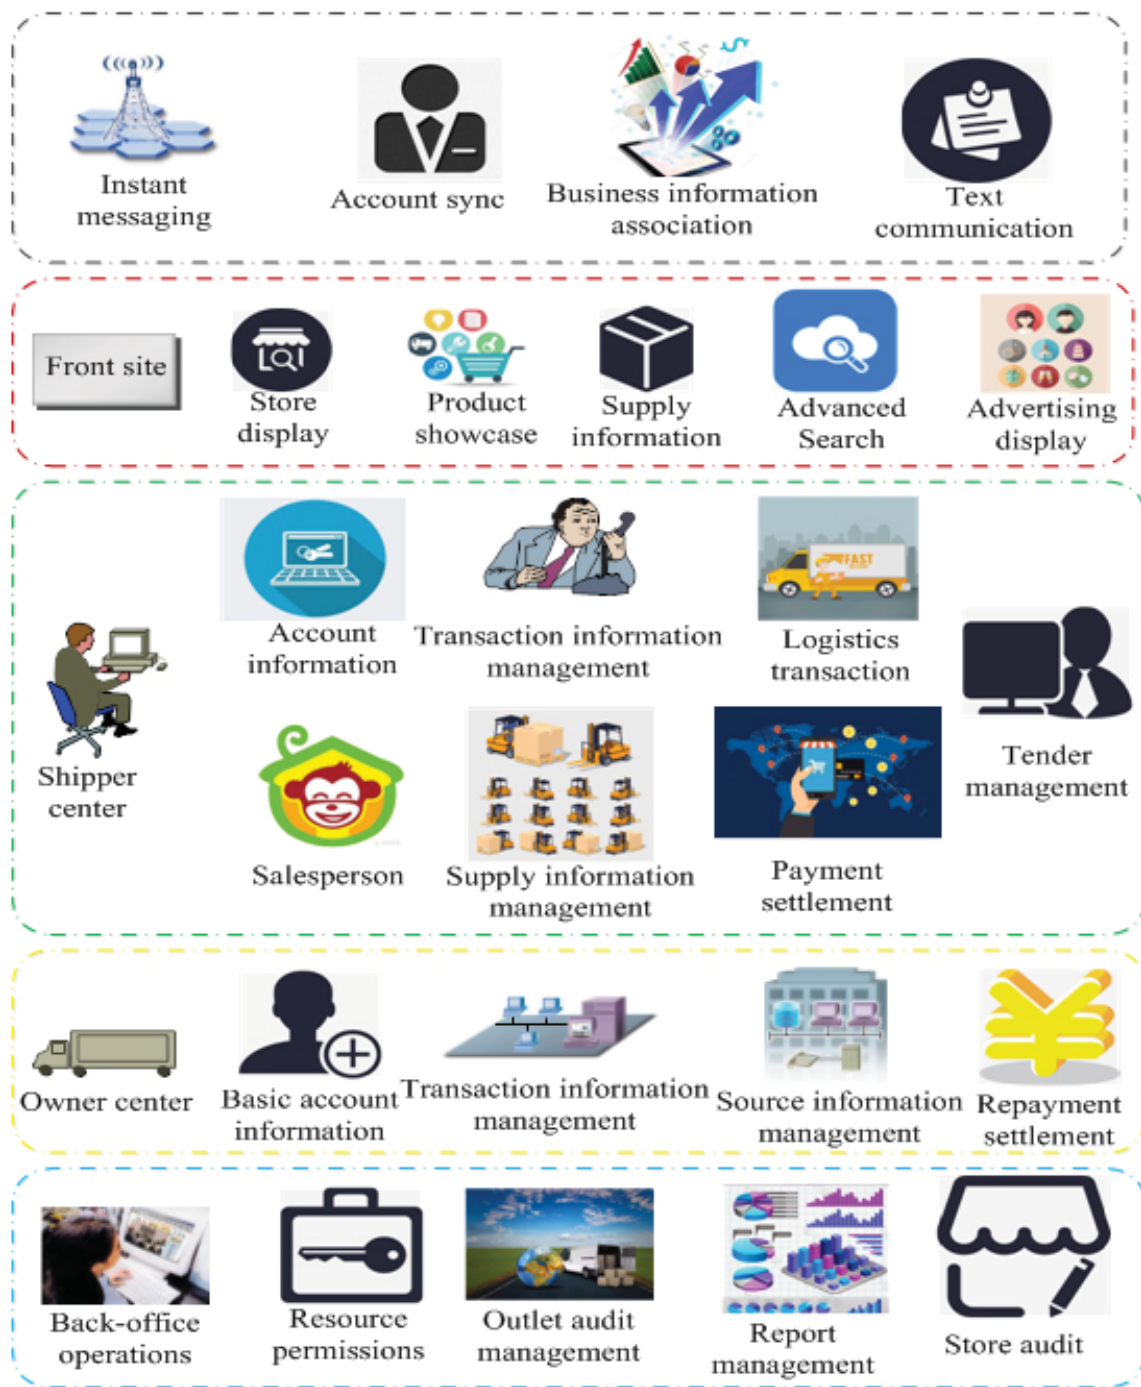 Instant
messaging
Account sync
Business information
association
Text
communication
Front site
Store
display
Product
showcase
Supply
information
Advanced
Search
Advertising
display
Shipper
center
Account
information
Transaction information
management
FAST
Logistics
transaction
Tender
management
Salesperson
Supply information
management
Payment
settlement
Owner center
Basic account
information
Transaction information
management
Source information
management
Repayment
settlement
Back-office
operations
Resource
permissions
Outlet audit
management
Report
management
Store audit